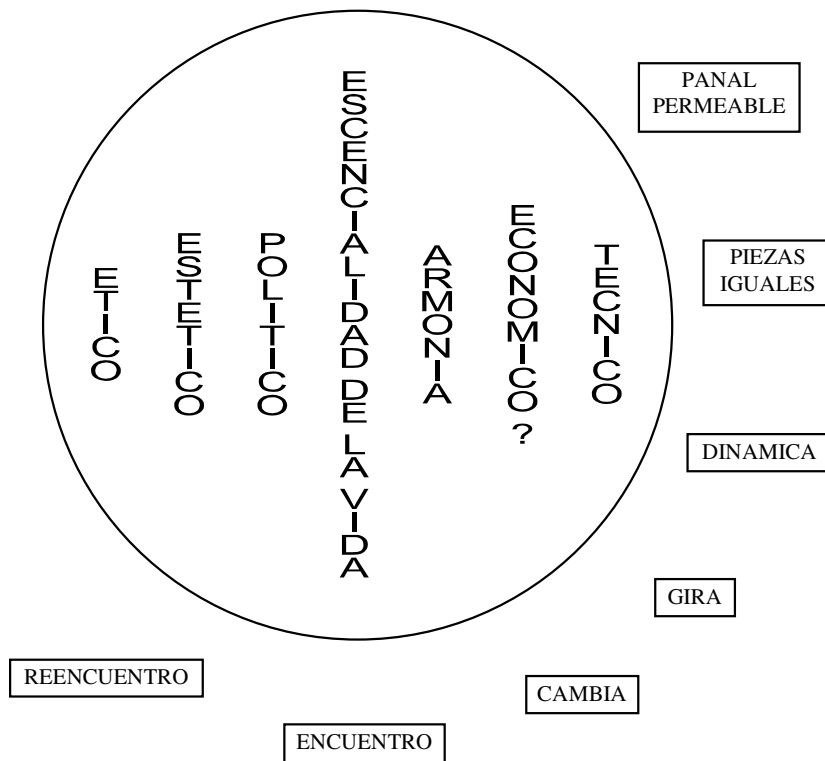 ETICO
ESTETICO
POLITICO
ESCENCIALIDAD DE LA VIDA
ARMONIA
ECONOMICO?
TECNICO
PANAL
PERMEABLE
PIEZAS
IGUALES
DINAMICA
GIRA
CAMBIA
ENCUENTRO
REENCUENTRO